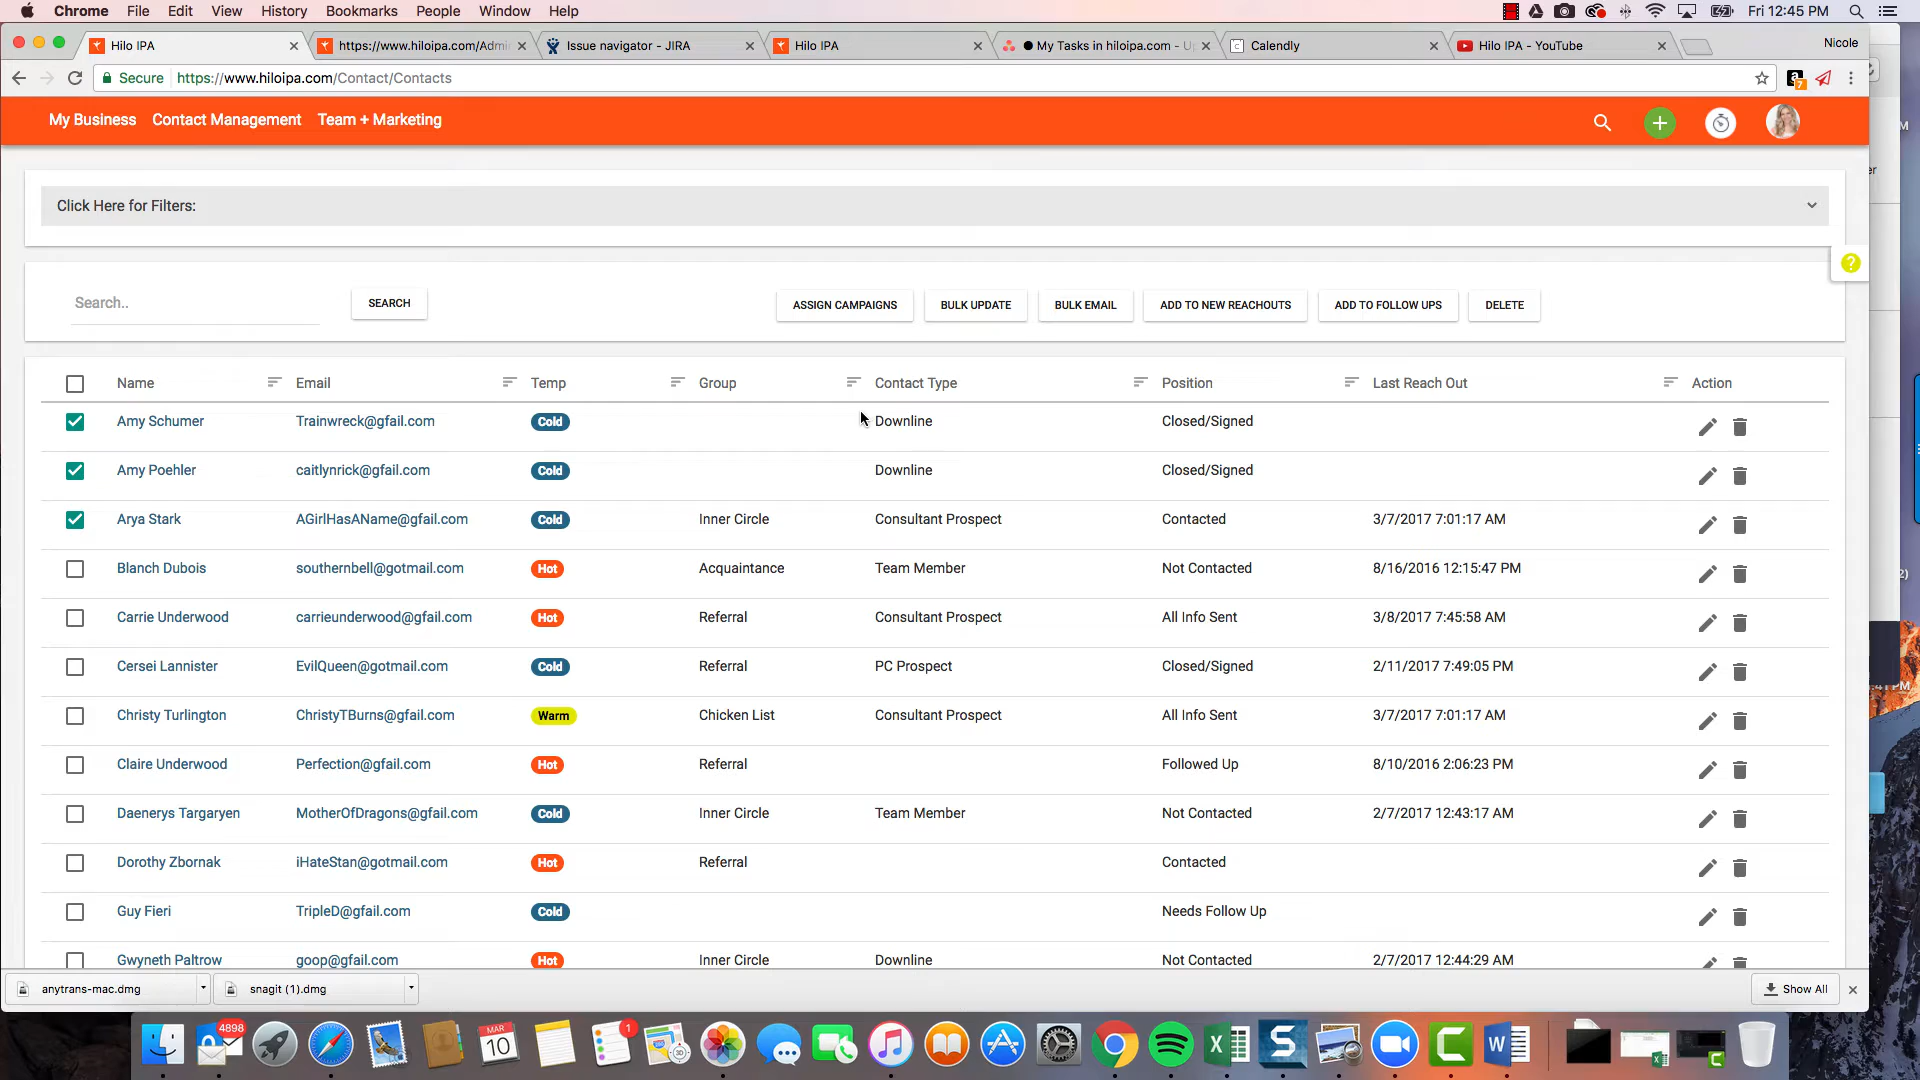 Chrome File Edit View History Bookmarks People Window Help Fri 12:45 PM
Hilo IPA https://www.hiloipa.com/Admi Issue navigator - JIRA Hilo IPA My Tasks in hiloipa.com - U Calendly Hilo IPA - YouTube Nicole
Secure https://www.hiloipa.com/Contact/Contacts 7
My Business Contact Management Team + Marketing
Click Here for Filters:
?
Search.. SEARCH ASSIGN CAMPAIGNS BULK UPDATE BULK EMAIL ADD TO NEW REACHOUTS ADD TO FOLLOW UPS DELETE
Name Email Temp Group Contact Type Position Last Reach Out Action
Amy Schumer Trainwreck@gfail.com Cold Downline Closed/Signed
Amy Poehler caitlynrick@gfail.com Cold Downline Closed/Signed
Arya Stark AGirlHasAName@gfail.com Cold Inner Circle Consultant Prospect Contacted 3/7/2017 7:01:17 AM
Blanch Dubois southernbell@gotmail.com Hot Acquaintance Team Member Not Contacted 8/16/2016 12:15:47 PM
Carrie Underwood carrieunderwood@gfail.com Hot Referral Consultant Prospect All Info Sent 3/8/2017 7:45:58 AM
Cersei Lannister EvilQueen@gotmail.com Cold Referral PC Prospect Closed/Signed 2/11/2017 7:49:05 PM
Christy Turlington ChristyTBurns@gfail.com Warm Chicken List Consultant Prospect All Info Sent 3/7/2017 7:01:17 AM
Claire Underwood Perfection@gfail.com Hot Referral Followed Up 8/10/2016 2:06:23 PM
Daenerys Targaryen MotherOfDragons@gfail.com Cold Inner Circle Team Member Not Contacted 2/7/2017 12:43:17 AM
Dorothy Zbornak iHateStan@gotmail.com Hot Referral Contacted
Guy Fieri TripleD@gfail.com Cold Needs Follow Up
Gwyneth Paltrow goop@gfail.com Hot Inner Circle Downline Not Contacted 2/7/2017 12:44:29 AM
anytrans-mac.dmg snagit (1).dmg Show All
4898 MAR 10 1